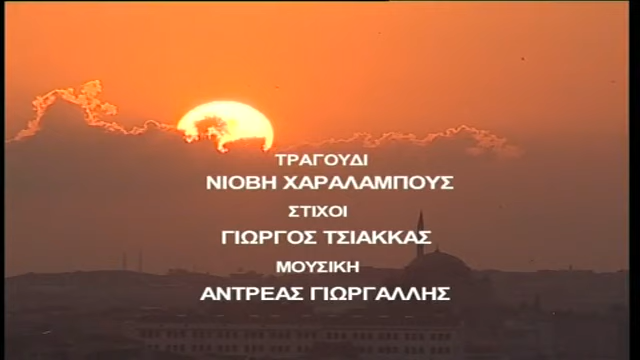 ΤΡΑΓΟΥΔΙ
ΝΙΟΒΗ ΧΑΡΑΛΑΜΠΟΥΣ
ΣΤΙΧΟΙ
ΓΙΩΡΓΟΣ ΤΣΙΑΚΚΑΣ
ΜΟΥΣΙΚΗ
ΑΝΤΡΕΑΣ ΓΙΩΡΓΑΛΛΗΣ